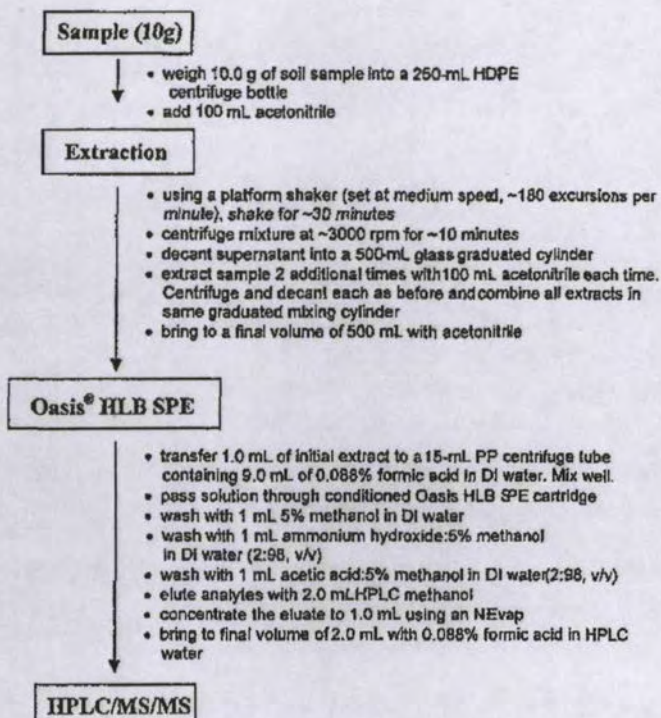 Sample (10g)
• weigh 10.0 g of soil sample into a 250-mL HDPE
centrifuge bottle
• add 100 mL acetonitrile
Extraction
• using a platform shaker (set at medium speed, ~180 excursions per
minute), shake for ~30 minutes
• centrifuge mixture at ~3000 rpm for ~10 minutes
• decant supernatant into a 500-mL glass graduated cylinder
• extract sample 2 additional times with 100 mL acetonitrile each time.
Centrifuge and decant each as before and combine all extracts in
same graduated mixing cylinder
• bring to a final volume of 500 mL with acetonitrile
Oasis® HLB SPE
• transfer 1.0 mL of initial extract to a 15-mL PP centrifuge tube
containing 9.0 mL of 0.088% formic acid in DI water. Mix well.
• pass solution through conditioned Oasis HLB SPE cartridge
• wash with 1 mL 5% methanol in DI water
• wash with 1 mL ammonium hydroxide:5% methanol
in DI water (2:98, v/v)
• wash with 1 mL acetic acid:5% methanol in DI water(2:98, v/v)
• elute analytes with 2.0 mL HPLC methanol
• concentrate the eluate to 1.0 mL using an NEvap
• bring to final volume of 2.0 mL with 0.088% formic acid in HPLC
water
HPLC/MS/MS